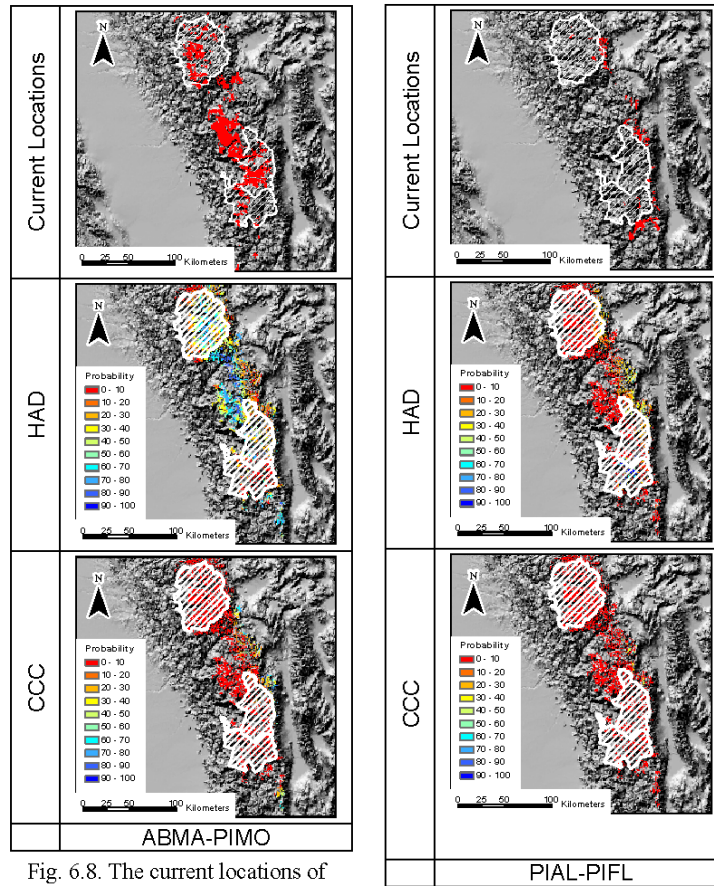 Current Locations
N
0 25 50 100
Kilometers
HAD
N
Probability
0 - 10
10 - 20
20 - 30
30 - 40
40 - 50
50 - 60
60 - 70
70 - 80
80 - 90
90 - 100
0 25 50 100
Kilometers
CCC
N
Probability
0 - 10
10 - 20
20 - 30
30 - 40
40 - 50
50 - 60
60 - 70
70 - 80
80 - 90
90 - 100
0 25 50 100
Kilometers
ABMA-PIMO
Fig. 6.8. The current locations of
Current Locations
N
0 25 50 100
Kilometers
HAD
N
Probability
0 - 10
10 - 20
20 - 30
30 - 40
40 - 50
50 - 60
60 - 70
70 - 80
80 - 90
90 - 100
0 25 50 100
Kilometers
CCC
N
Probability
0 - 10
10 - 20
20 - 30
30 - 40
40 - 50
50 - 60
60 - 70
70 - 80
80 - 90
90 - 100
0 25 50 100
Kilometers
PIAL-PIFL